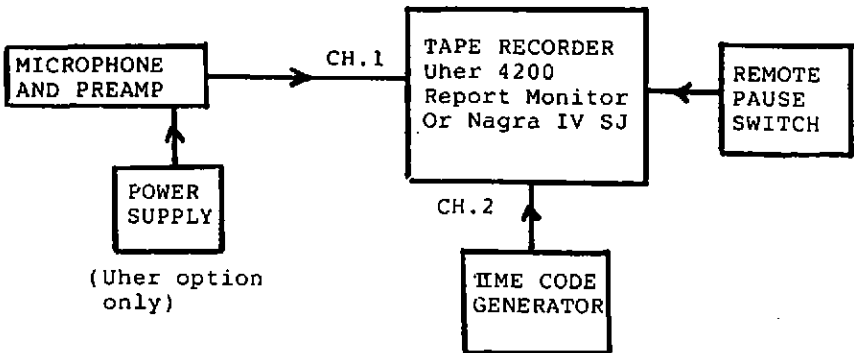 MICROPHONE
AND PREAMP
CH.1
TAPE RECORDER
Uher 4200
Report Monitor
Or Nagra IV SJ
REMOTE
PAUSE
SWITCH
POWER
SUPPLY
(Uher option
only)
CH.2
TIME CODE
GENERATOR